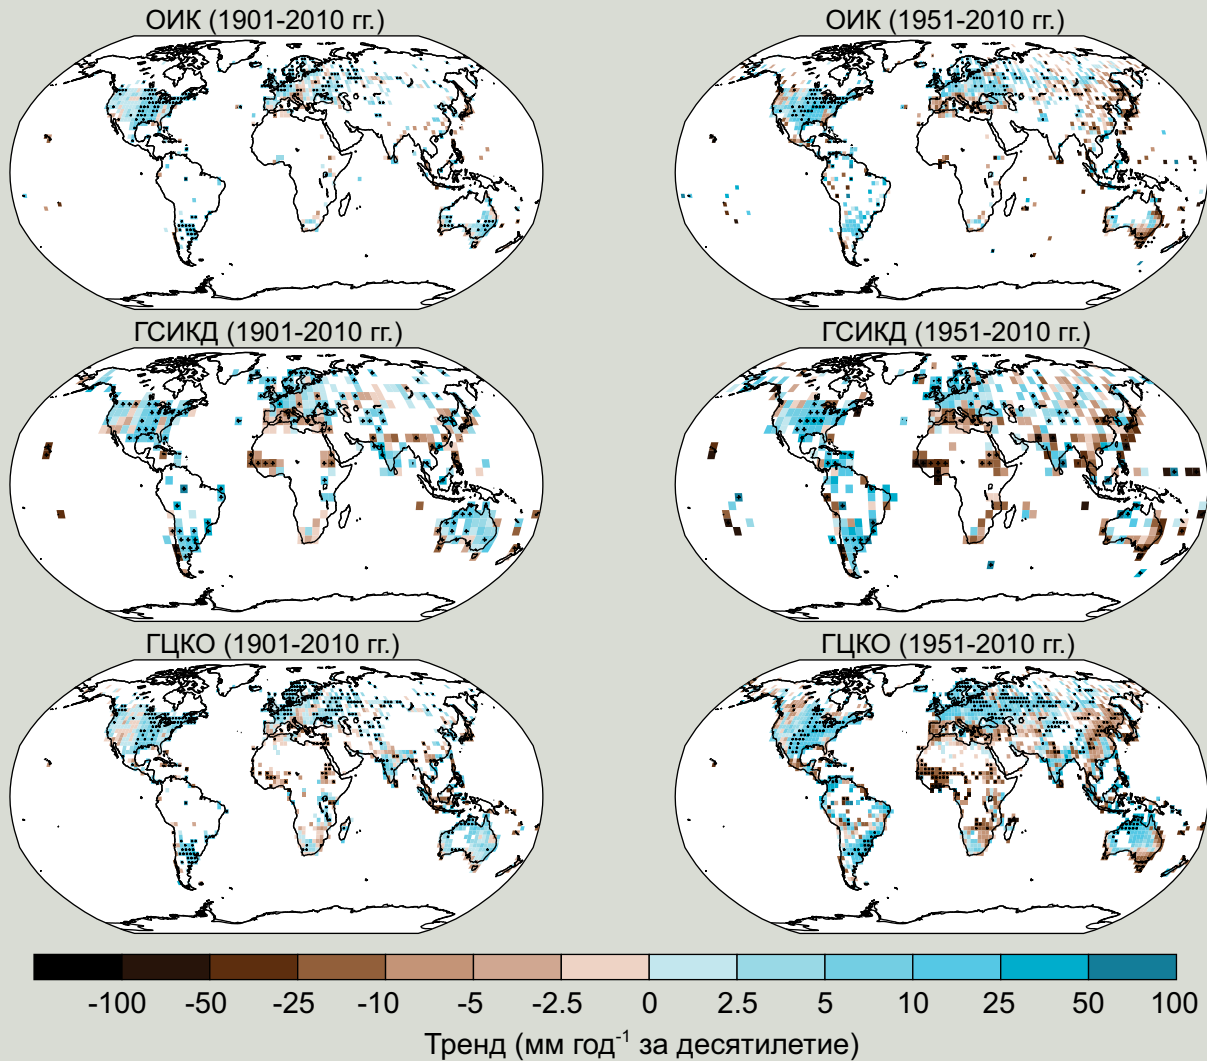 ОИК (1901-2010 гг.)
ОИК (1951-2010 гг.)
ГСИКД (1901-2010 гг.)
ГСИКД (1951-2010 гг.)
ГЦКО (1901-2010 гг.)
ГЦКО (1951-2010 гг.)
-100 -50 -25 -10 -5 -2.5 0 2.5 5 10 25 50 100
Тренд (мм год⁻¹ за десятилетие)